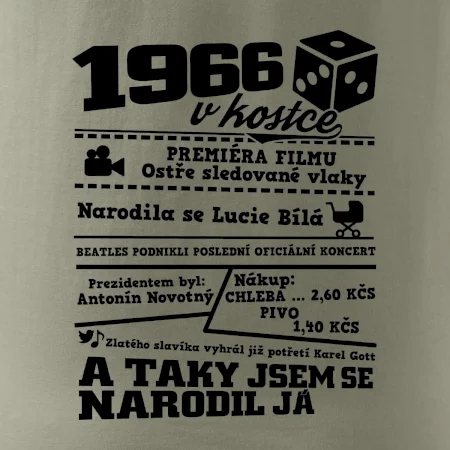 1966
v kostce
PREMIÉRA FILMU
Ostře sledované vlaky
Narodila se Lucie Bílá
BEATLES PODNIKLI POSLEDNÍ OFICIÁLNÍ KONCERT
Prezidentem byl:
Antonín Novotný
Nákup:
CHLEBA ... 2,60 KČS
PIVO
1,40 KČS
Zlatého slavíka vyhrál již potřetí Karel Gott
A TAKY JSEM SE
NARODIL JÁ